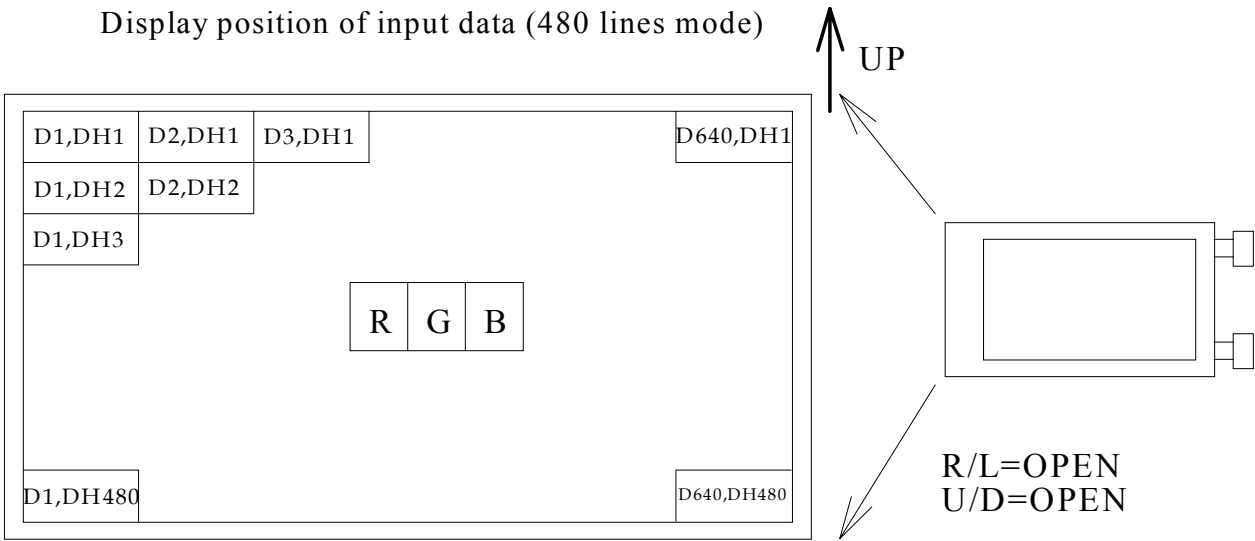 Display position of input data (480 lines mode)
UP
D1,DH1 D2,DH1 D3,DH1 D640,DH1
D1,DH2 D2,DH2
D1,DH3
R G B
D1,DH480 D640,DH480
R/L=OPEN
U/D=OPEN